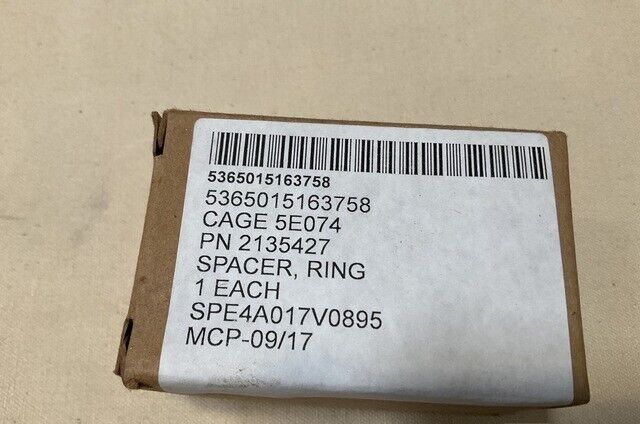 5365015163758
5365015163758
CAGE 5E074
PN 2135427
SPACER, RING
1 EACH
SPE4A017V0895
MCP-09/17